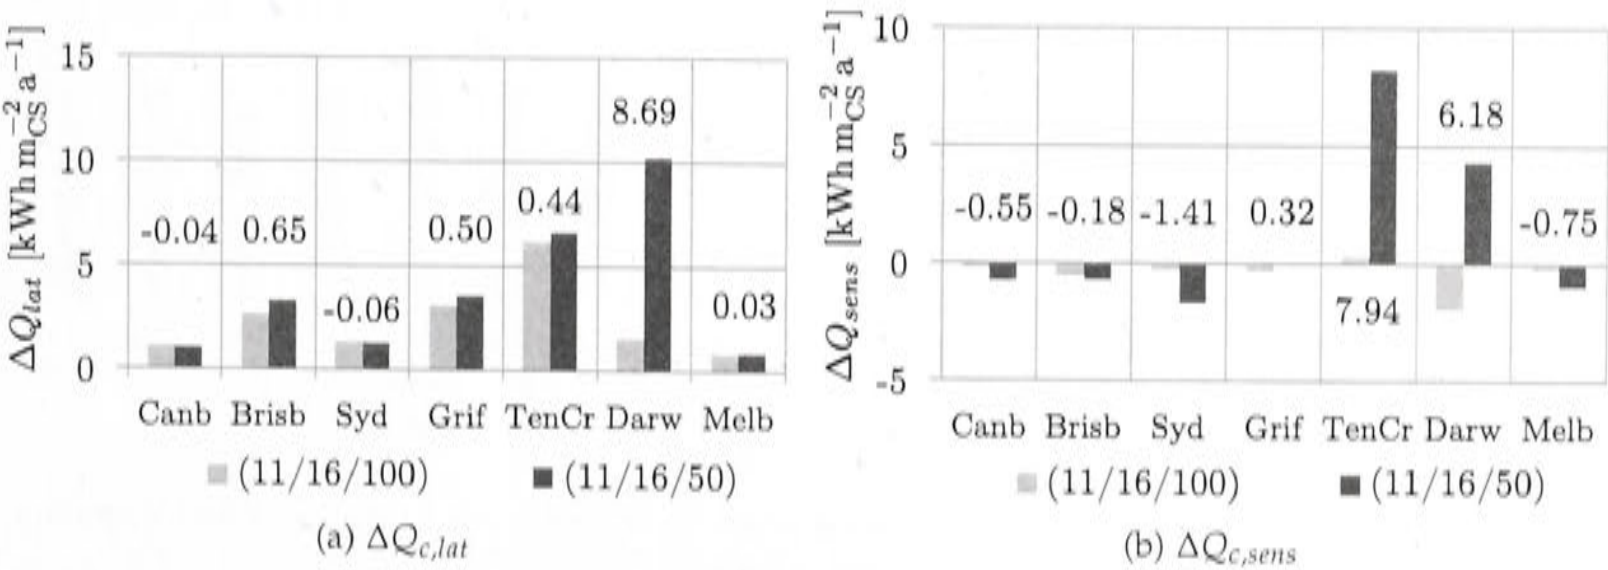 ΔQ_lat [kWh m_CS^−2 a^−1]
15
10
5
0
-0.04 0.65 -0.06 0.50 0.44 8.69 0.03
Canb Brisb Syd Grif TenCr Darw Melb
(11/16/100) (11/16/50)
(a) ΔQ_c,lat
ΔQ_sens [kWh m_CS^−2 a^−1]
10
5
0
-5
-0.55 -0.18 -1.41 0.32 7.94 6.18 -0.75
Canb Brisb Syd Grif TenCr Darw Melb
(11/16/100) (11/16/50)
(b) ΔQ_c,sens